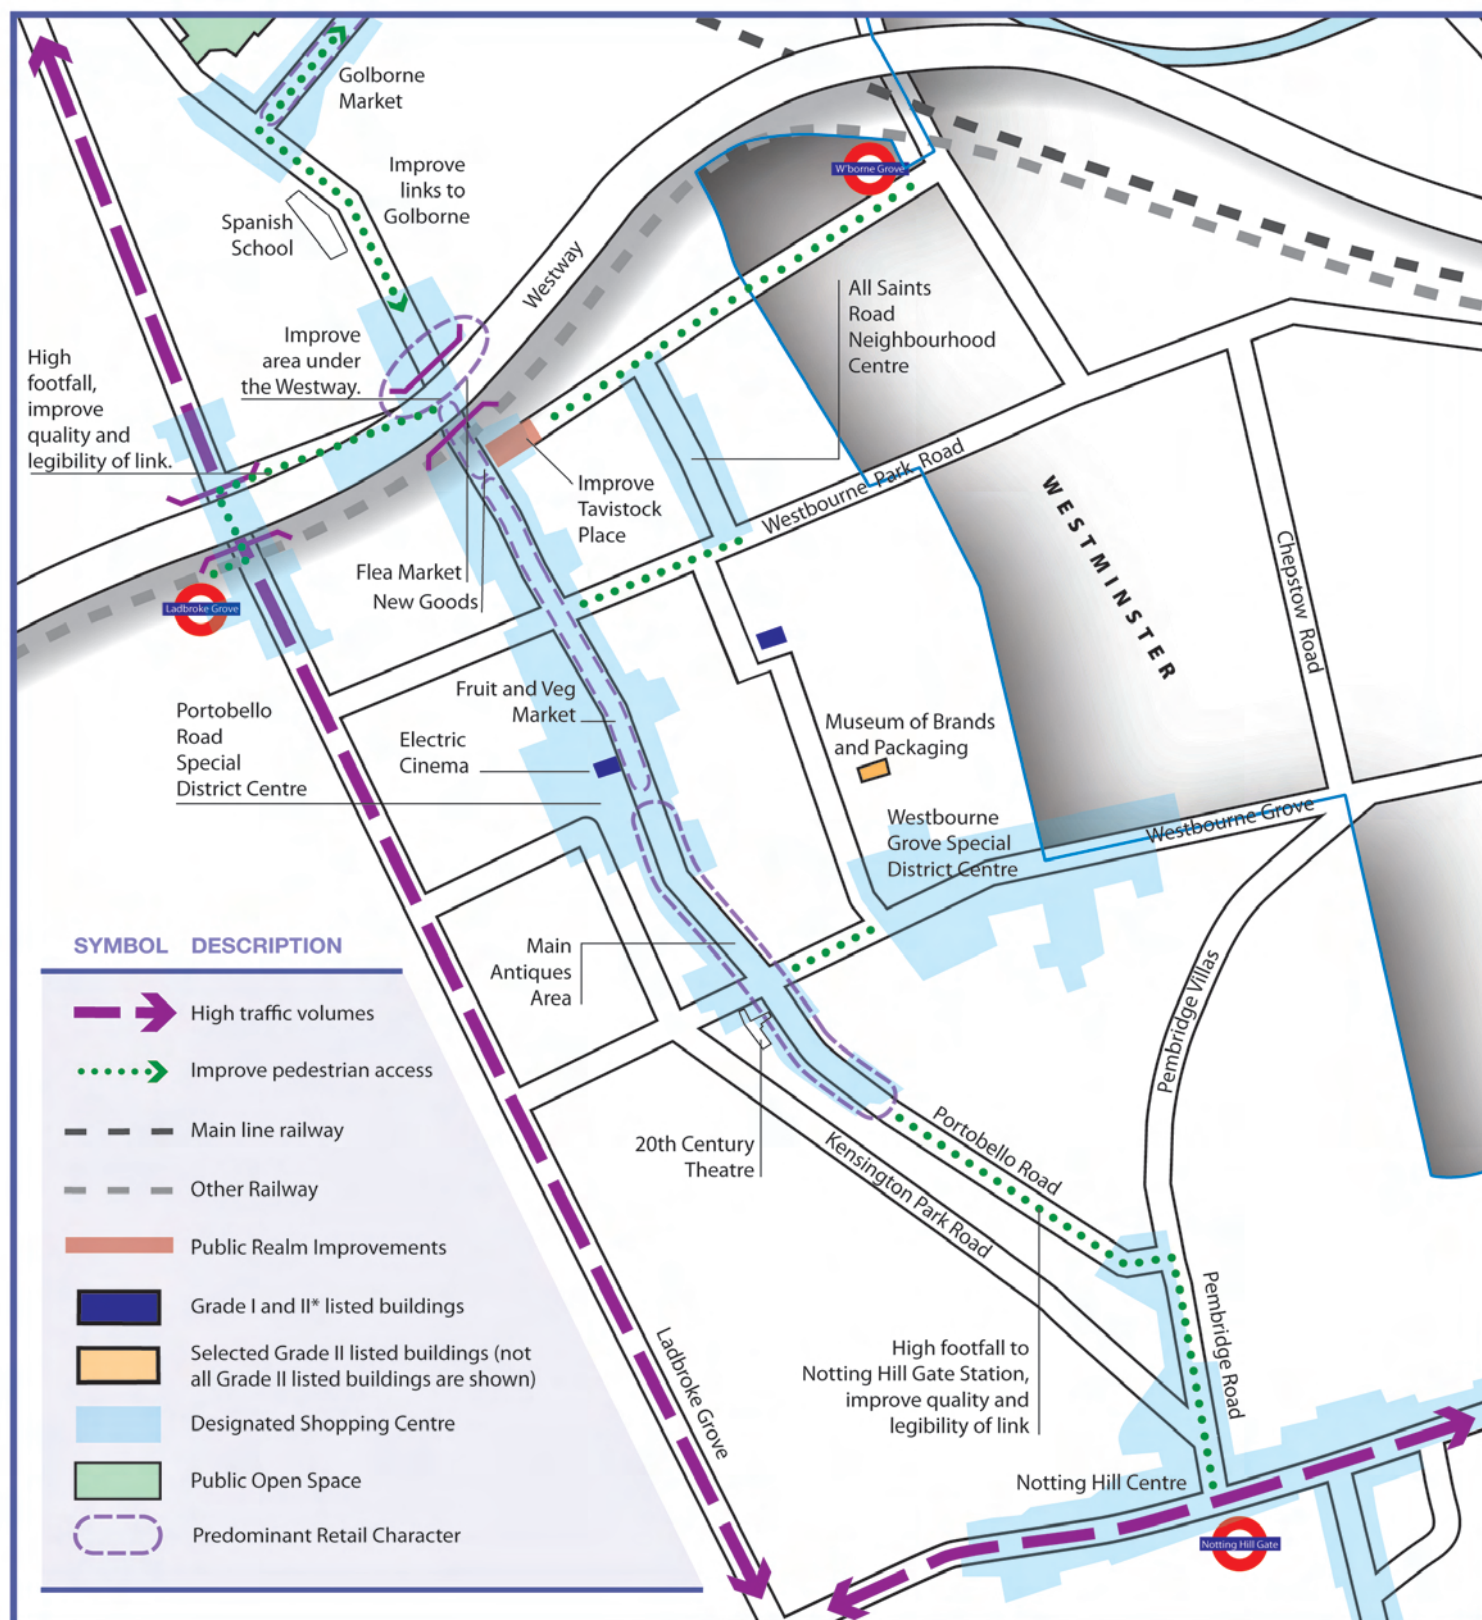 Golborne
Market
Improve
links to
Golborne
Spanish
School
W'borne Grove
Westway
All Saints
Road
Neighbourhood
Centre
Improve
area under
the Westway.
High
footfall,
improve
quality and
legibility of link.
Improve
Tavistock
Place
Westbourne Park Road
WESTMINSTER
Chepstow Road
Flea Market
New Goods
Ladbroke Grove
Fruit and Veg
Market
Portobello
Road
Special
District Centre
Electric
Cinema
Museum of Brands
and Packaging
Westbourne
Grove Special
District Centre
Westbourne Grove
Main
Antiques
Area
Pembridge Villas
20th Century
Theatre
Portobello Road
Kensington Park Road
Pembridge Road
High footfall to
Notting Hill Gate Station,
improve quality and
legibility of link
Ladbroke Grove
Notting Hill Centre
Notting Hill Gate
SYMBOL DESCRIPTION
High traffic volumes
Improve pedestrian access
Main line railway
Other Railway
Public Realm Improvements
Grade I and II* listed buildings
Selected Grade II listed buildings (not
all Grade II listed buildings are shown)
Designated Shopping Centre
Public Open Space
Predominant Retail Character